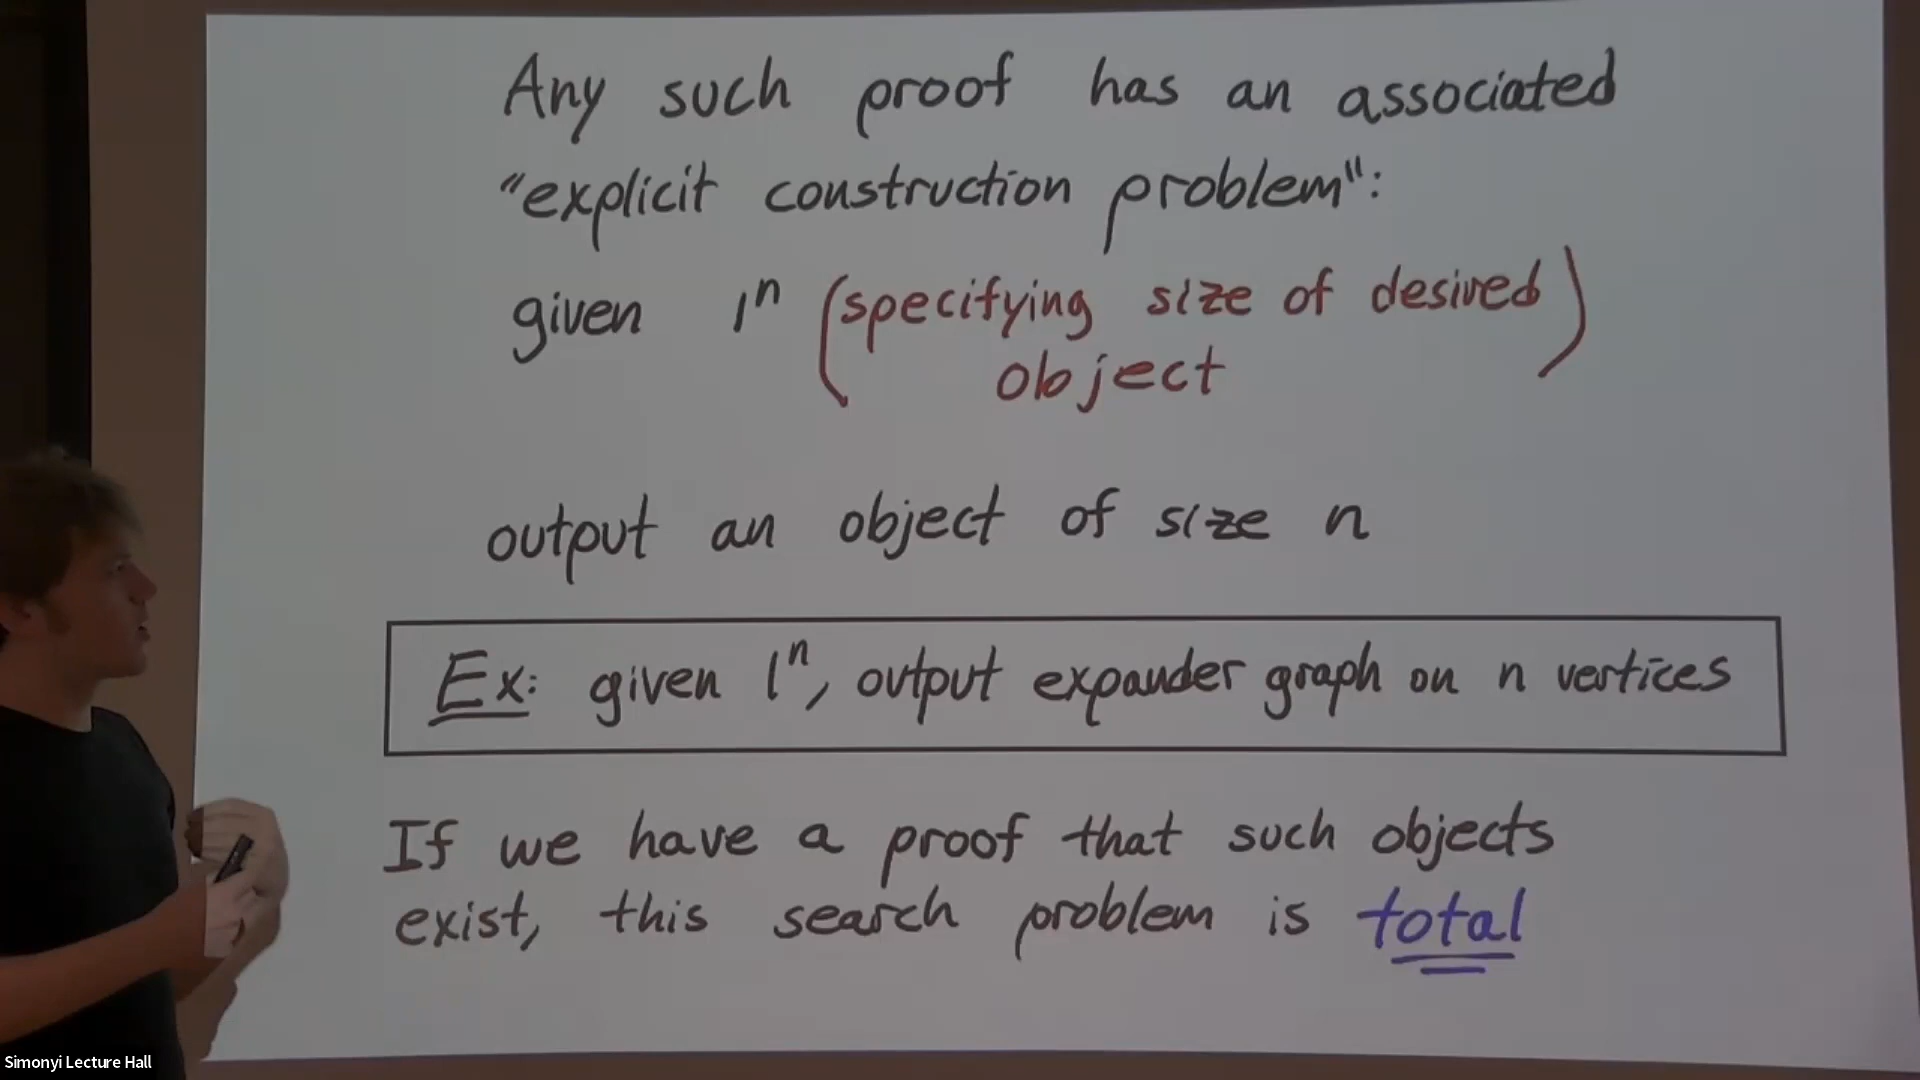 Any such proof has an associated
"explicit construction problem":
given 1ⁿ (specifying size of desired
object)
output an object of size n
Ex: given 1ⁿ, output expander graph on n vertices
If we have a proof that such objects
exist, this search problem is total
Simonyi Lecture Hall